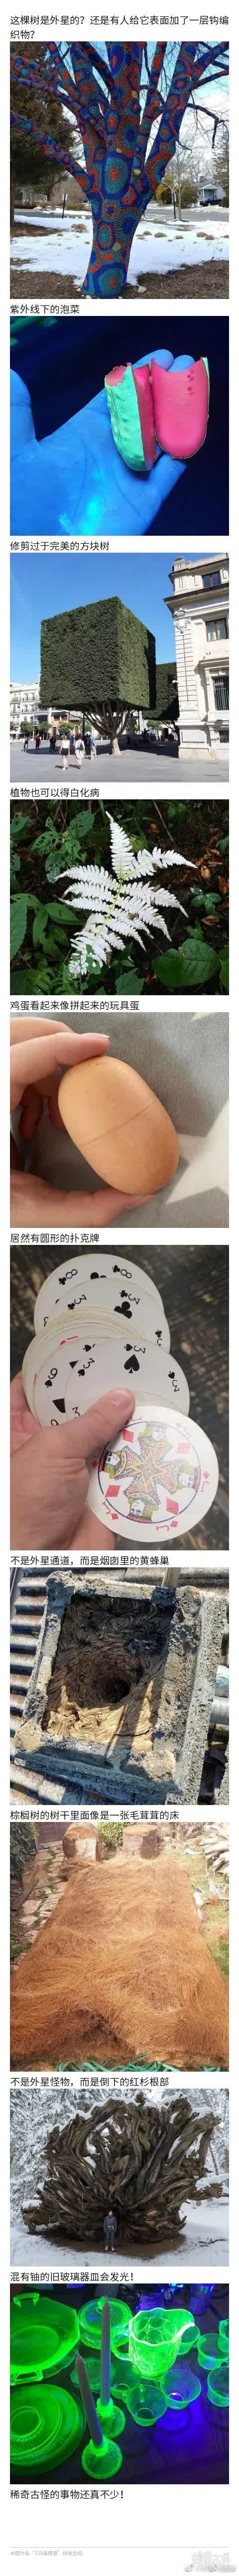 这棵树是外星的？还是有人给它表面加了一层钩编
织物？
紫外线下的泡菜
修剪过于完美的方块树
植物也可以得白化病
鸡蛋看起来像拼起来的玩具蛋
居然有圆形的扑克牌
不是外星通道，而是烟囱里的黄蜂巢
棕榈树的树干里面像是一张毛茸茸的床
不是外星怪物，而是倒下的红杉根部
混有铀的旧玻璃器皿会发光！
稀奇古怪的事物还真不少！